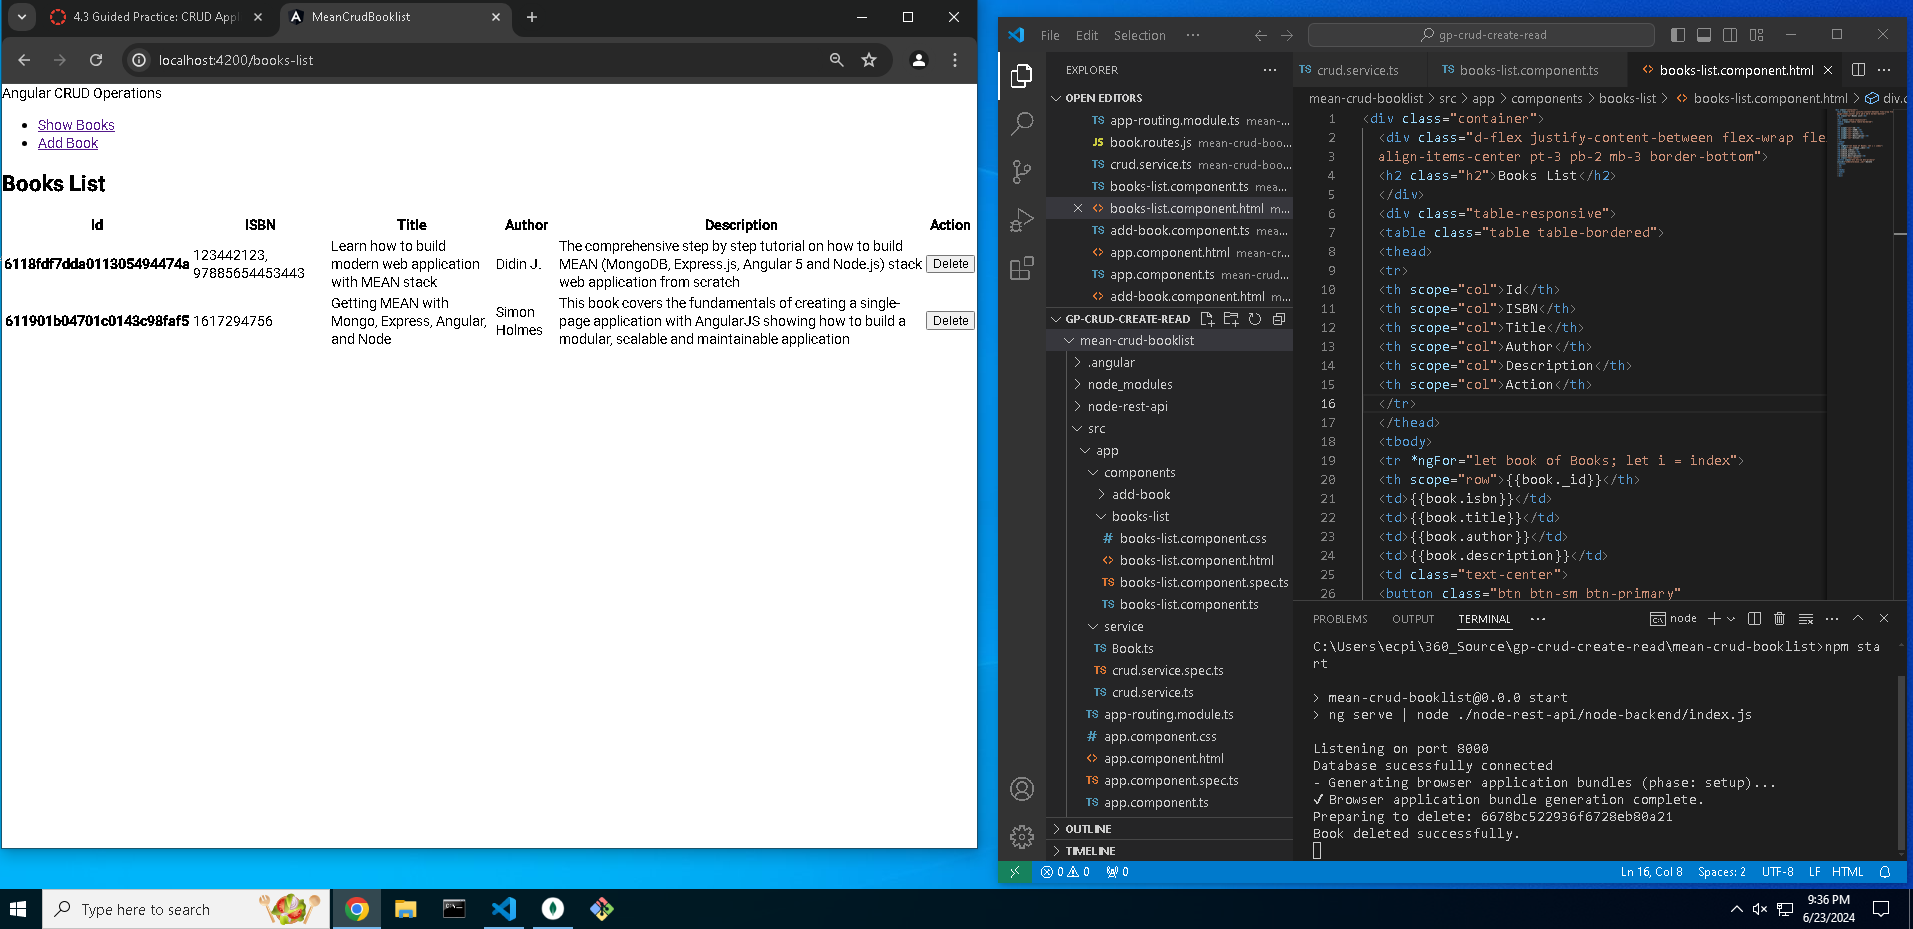 4.3 Guided Practice: CRUD Appl
MeanCrudBooklist
localhost:4200/books-list
Angular CRUD Operations
Show Books
Add Book
Books List
Id ISBN Title Author Description Action
6118fdf7dda011305494474a 123442123, 97885654453443 Learn how to build modern web application with MEAN stack Didin J. The comprehensive step by step tutorial on how to build MEAN (MongoDB, Express.js, Angular 5 and Node.js) stack web application from scratch Delete
611901b04701c0143c98faf5 1617294756 Getting MEAN with Mongo, Express, Angular, and Node Simon Holmes This book covers the fundamentals of creating a single-page application with AngularJS showing how to build a modular, scalable and maintainable application Delete
File Edit Selection ···
gp-crud-create-read
EXPLORER
OPEN EDITORS
TS app-routing.module.ts mean-...
JS book.routes.js mean-crud-boo...
TS crud.service.ts mean-crud-boo...
TS books-list.component.ts mea...
<> books-list.component.html m...
TS add-book.component.ts mea...
<> app.component.html mean-cr...
TS app.component.ts mean-crud...
<> add-book.component.html m...
GP-CRUD-CREATE-READ
mean-crud-booklist
.angular
node_modules
node-rest-api
src
app
components
add-book
books-list
# books-list.component.css
<> books-list.component.html
TS books-list.component.spec.ts
TS books-list.component.ts
service
TS Book.ts
TS crud.service.spec.ts
TS crud.service.ts
TS app-routing.module.ts
# app.component.css
<> app.component.html
TS app.component.spec.ts
TS app.component.ts
OUTLINE
TIMELINE
TS crud.service.ts
TS books-list.component.ts
<> books-list.component.html
mean-crud-booklist > src > app > components > books-list > <> books-list.component.html > div.c
1 <div class="container">
2 <div class="d-flex justify-content-between flex-wrap fle
3 align-items-center pt-3 pb-2 mb-3 border-bottom">
4 <h2 class="h2">Books List</h2>
5 </div>
6 <div class="table-responsive">
7 <table class="table table-bordered">
8 <thead>
9 <tr>
10 <th scope="col">Id</th>
11 <th scope="col">ISBN</th>
12 <th scope="col">Title</th>
13 <th scope="col">Author</th>
14 <th scope="col">Description</th>
15 <th scope="col">Action</th>
16 </tr>
17 </thead>
18 <tbody>
19 <tr *ngFor="let book of Books; let i = index">
20 <th scope="row">{{book._id}}</th>
21 <td>{{book.isbn}}</td>
22 <td>{{book.title}}</td>
23 <td>{{book.author}}</td>
24 <td>{{book.description}}</td>
25 <td class="text-center">
26 <button class="btn btn-sm btn-primary"
PROBLEMS OUTPUT TERMINAL ··· node
C:\Users\ecpi\360_Source\gp-crud-create-read\mean-crud-booklist>npm sta
rt
> mean-crud-booklist@0.0.0 start
> ng serve | node ./node-rest-api/node-backend/index.js
Listening on port 8000
Database sucessfully connected
- Generating browser application bundles (phase: setup)...
✓ Browser application bundle generation complete.
Preparing to delete: 6678bc522936f6728eb80a21
Book deleted successfully.
0 0 0 Ln 16, Col 8 Spaces: 2 UTF-8 LF HTML
Type here to search
9:36 PM
6/23/2024